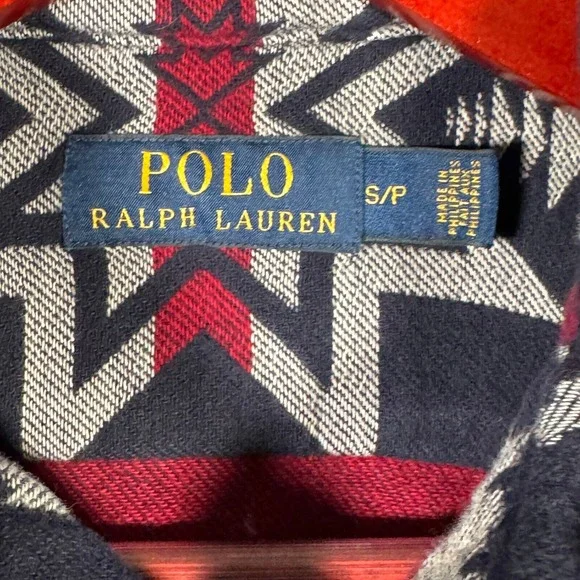 POLO
RALPH LAUREN
S/P
MADE IN
PHILIPPINES
FAIT AUX
PHILIPPINES